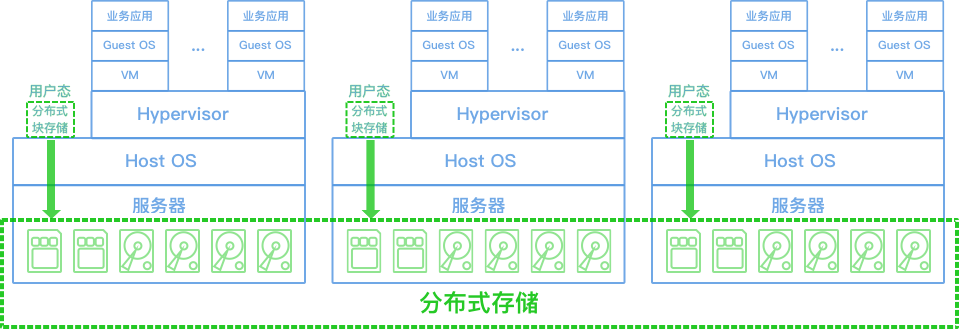 业务应用 业务应用 业务应用 业务应用 业务应用 业务应用
Guest OS ... Guest OS Guest OS ... Guest OS Guest OS ... Guest OS
VM VM VM VM VM VM
用户态 用户态 用户态
分布式 Hypervisor 分布式 Hypervisor 分布式 Hypervisor
块存储 块存储 块存储
Host OS Host OS Host OS
服务器 服务器 服务器
分布式存储